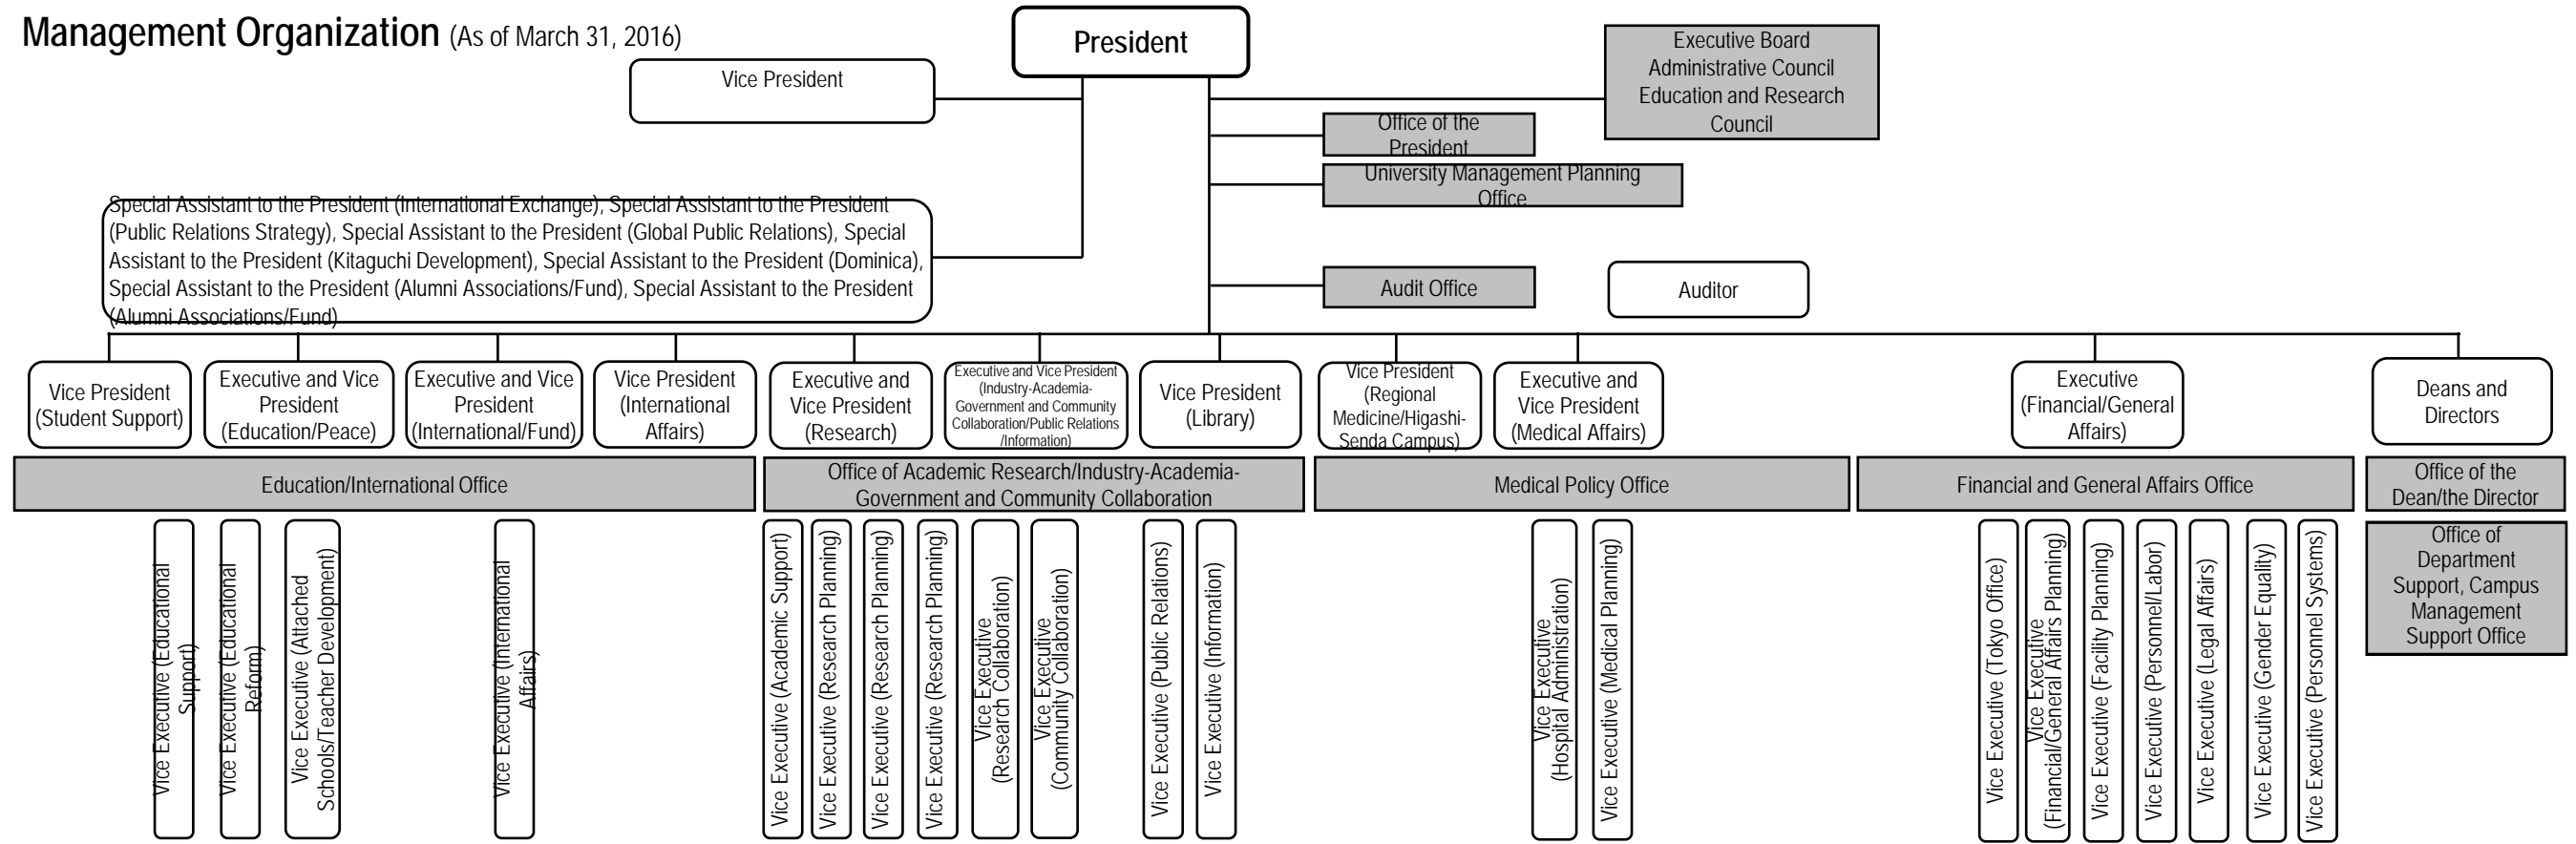 Management Organization (As of March 31, 2016)
President
Vice President
Executive Board
Administrative Council
Education and Research
Council
Office of the
President
University Management Planning
Office
Special Assistant to the President (International Exchange), Special Assistant to the President
(Public Relations Strategy), Special Assistant to the President (Global Public Relations), Special
Assistant to the President (Kitaguchi Development), Special Assistant to the President (Dominica),
Special Assistant to the President (Alumni Associations/Fund), Special Assistant to the President
(Alumni Associations/Fund)
Audit Office
Auditor
Vice President
(Student Support)
Executive and Vice
President
(Education/Peace)
Executive and Vice
President
(International/Fund)
Vice President
(International
Affairs)
Executive and
Vice President
(Research)
Executive and Vice President
(Industry-Academia-
Government and Community
Collaboration/Public Relations
/Information)
Vice President
(Library)
Vice President
(Regional
Medicine/Higashi-
Senda Campus)
Executive and
Vice President
(Medical Affairs)
Executive
(Financial/General
Affairs)
Deans and
Directors
Education/International Office
Office of Academic Research/Industry-Academia-
Government and Community Collaboration
Medical Policy Office
Financial and General Affairs Office
Office of the
Dean/the Director
Vice Executive (Educational
Support)
Vice Executive (Educational
Reform)
Vice Executive (Attached
Schools/Teacher Development)
Vice Executive (International
Affairs)
Vice Executive (Academic Support)
Vice Executive (Research Planning)
Vice Executive (Research Planning)
Vice Executive (Research Planning)
Vice Executive
(Research Collaboration)
Vice Executive
(Community Collaboration)
Vice Executive (Public Relations)
Vice Executive (Information)
Vice Executive
(Hospital Administration)
Vice Executive (Medical Planning)
Vice Executive (Tokyo Office)
Vice Executive
(Financial/General Affairs Planning)
Vice Executive (Facility Planning)
Vice Executive (Personnel/Labor)
Vice Executive (Legal Affairs)
Vice Executive (Gender Equality)
Vice Executive (Personnel Systems)
Office of
Department
Support, Campus
Management
Support Office